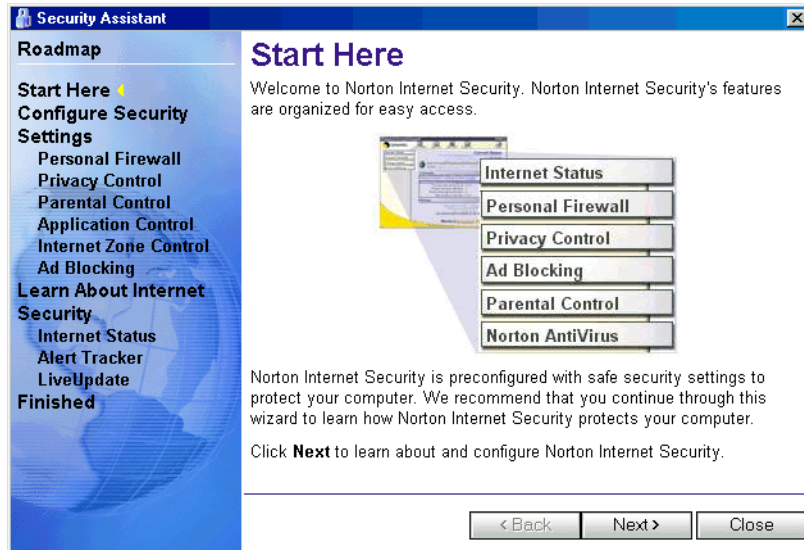 Security Assistant
Roadmap
Start Here
Configure Security
Settings
Personal Firewall
Privacy Control
Parental Control
Application Control
Internet Zone Control
Ad Blocking
Learn About Internet
Security
Internet Status
Alert Tracker
LiveUpdate
Finished
Start Here
Welcome to Norton Internet Security. Norton Internet Security's features
are organized for easy access.
Internet Status
Personal Firewall
Privacy Control
Ad Blocking
Parental Control
Norton AntiVirus
Norton Internet Security is preconfigured with safe security settings to
protect your computer. We recommend that you continue through this
wizard to learn how Norton Internet Security protects your computer.
Click Next to learn about and configure Norton Internet Security.
< Back
Next >
Close